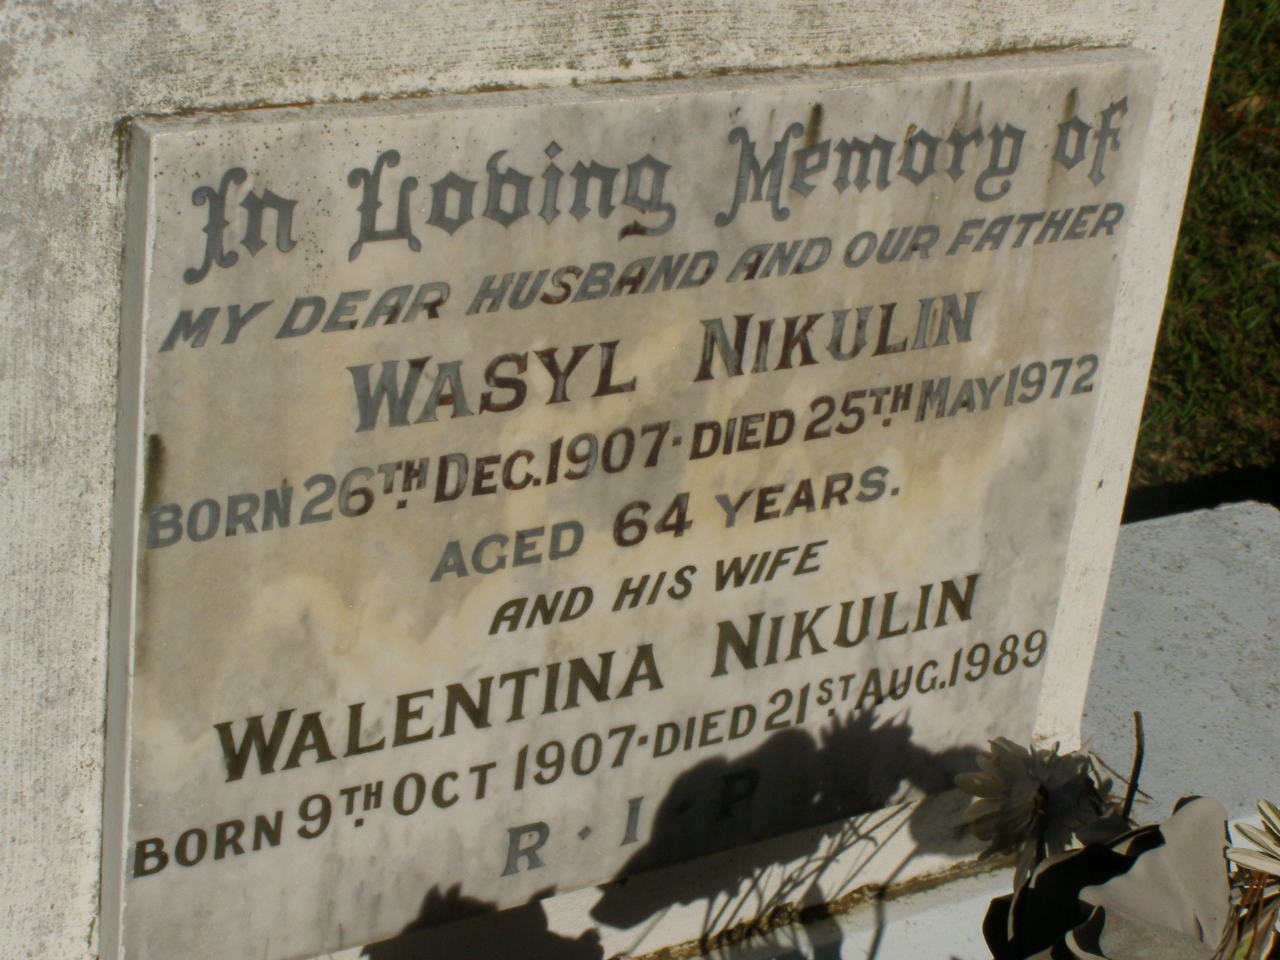 In Loving Memory of
MY DEAR HUSBAND AND OUR FATHER
WASYL NIKULIN
BORN 26TH DEC. 1907 · DIED 25TH MAY 1972
AGED 64 YEARS.
AND HIS WIFE
WALENTINA NIKULIN
BORN 9TH OCT 1907 · DIED 21ST AUG. 1989
R · I · P